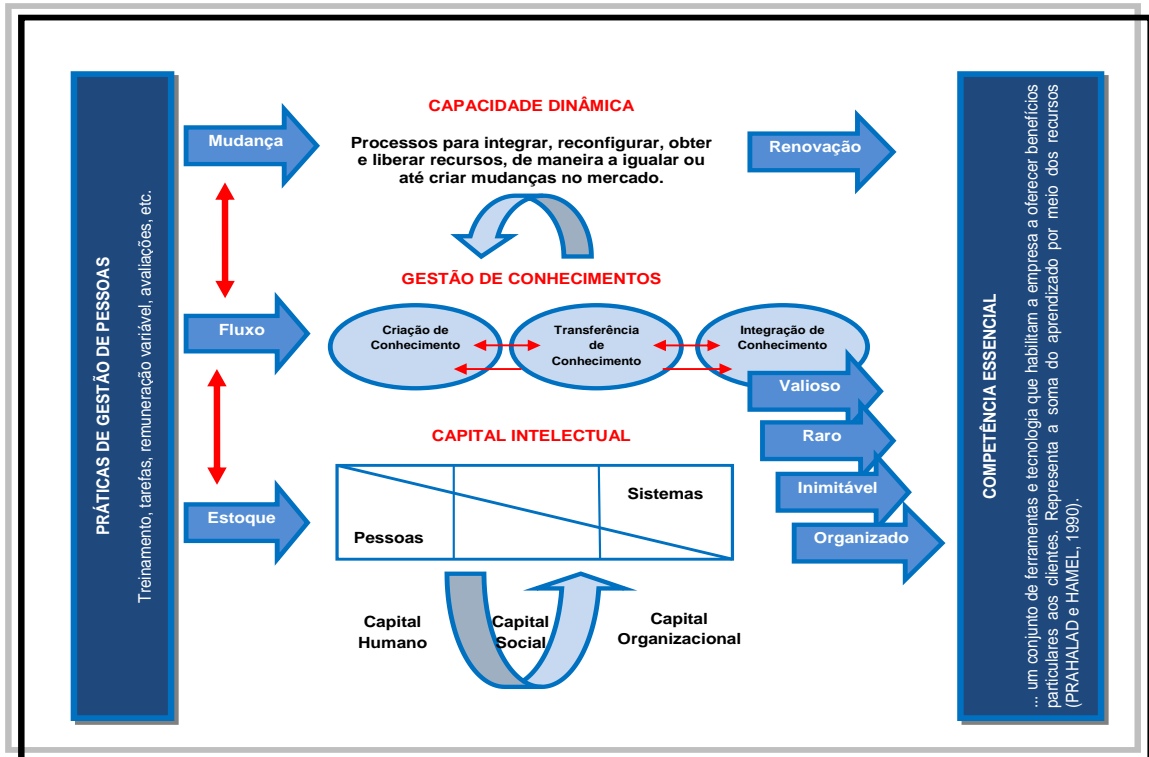 PRÁTICAS DE GESTÃO DE PESSOAS
Treinamento, tarefas, remuneração variável, avaliações, etc.
Mudança
Fluxo
Estoque
CAPACIDADE DINÂMICA
Processos para integrar, reconfigurar, obter
e liberar recursos, de maneira a igualar ou
até criar mudanças no mercado.
Renovação
GESTÃO DE CONHECIMENTOS
Criação de
Conhecimento
Transferência
de
Conhecimento
Integração de
Conhecimento
Valioso
Raro
Inimitável
Organizado
CAPITAL INTELECTUAL
Pessoas
Sistemas
Capital
Humano
Capital
Social
Capital
Organizacional
COMPETÊNCIA ESSENCIAL
... um conjunto de ferramentas e tecnologia que habilitam a empresa a oferecer benefícios
particulares aos clientes. Representa a soma do aprendizado por meio dos recursos
(PRAHALAD e HAMEL, 1990).